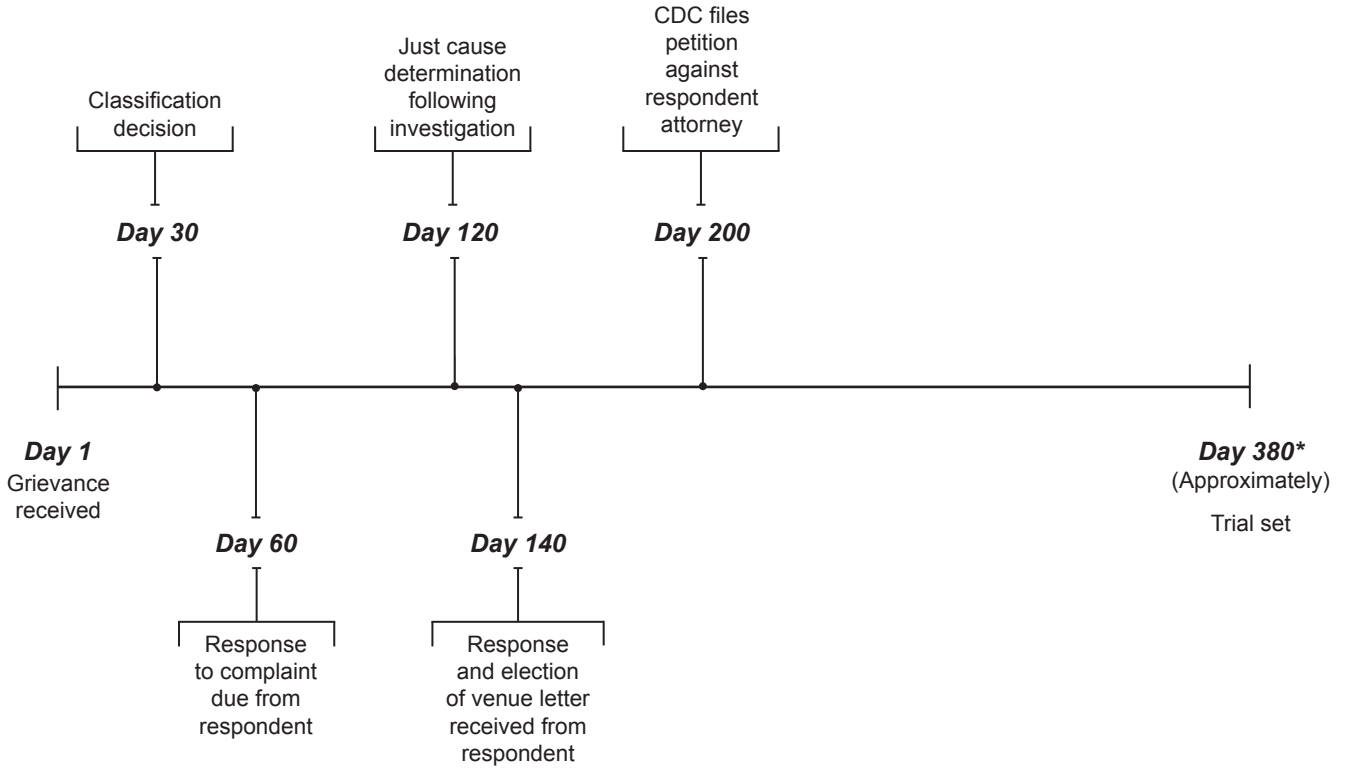 Classification
decision
Day 30
Just cause
determination
following
investigation
Day 120
CDC files
petition
against
respondent
attorney
Day 200
Day 1
Grievance
received
Day 60
Response
to complaint
due from
respondent
Day 140
Response
and election
of venue letter
received from
respondent
Day 380*
(Approximately)
Trial set